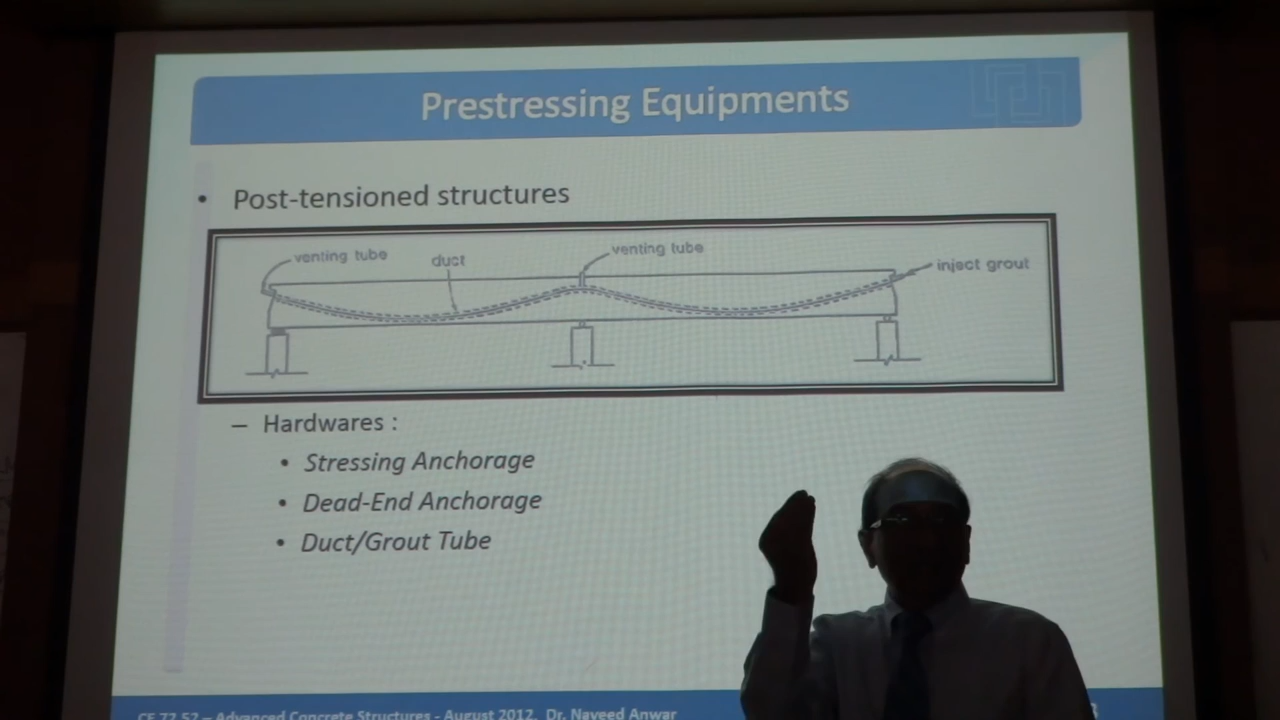 Prestressing Equipments
• Post-tensioned structures
venting tube
duct
venting tube
inject grout
– Hardwares :
• Stressing Anchorage
• Dead-End Anchorage
• Duct/Grout Tube
CE 72.52 – Advanced Concrete Structures - August 2012, Dr. Naveed Anwar